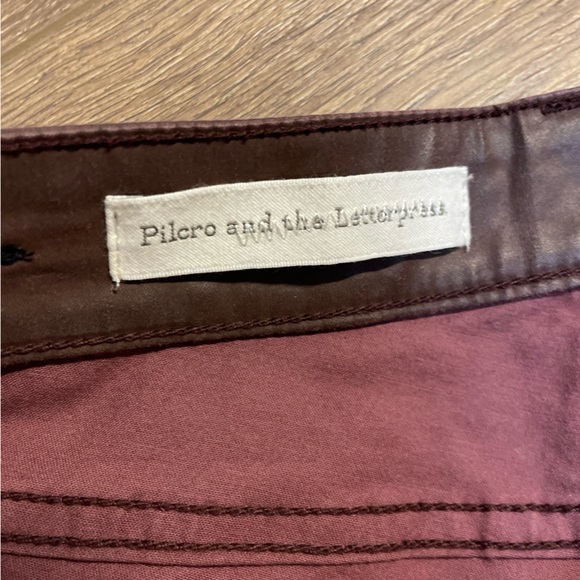 Pilcro and the Letterpress